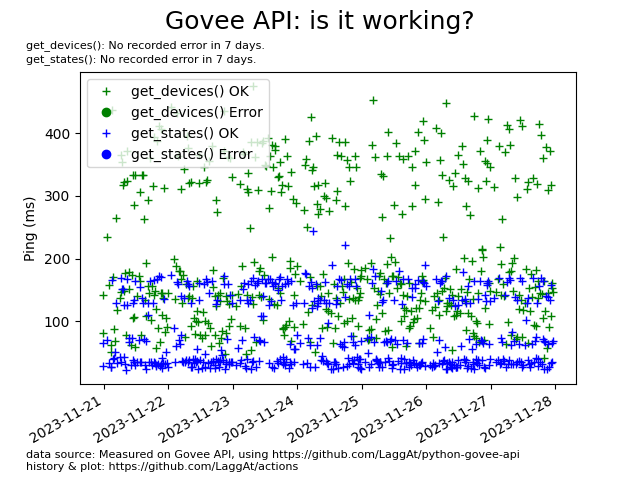 Govee API: is it working?
get_devices(): No recorded error in 7 days.
get_states(): No recorded error in 7 days.
get_devices() OK
get_devices() Error
get_states() OK
get_states() Error
Ping (ms)
400
300
200
100
2023-11-21
2023-11-22
2023-11-23
2023-11-24
2023-11-25
2023-11-26
2023-11-27
2023-11-28
data source: Measured on Govee API, using https://github.com/LaggAt/python-govee-api
history & plot: https://github.com/LaggAt/actions